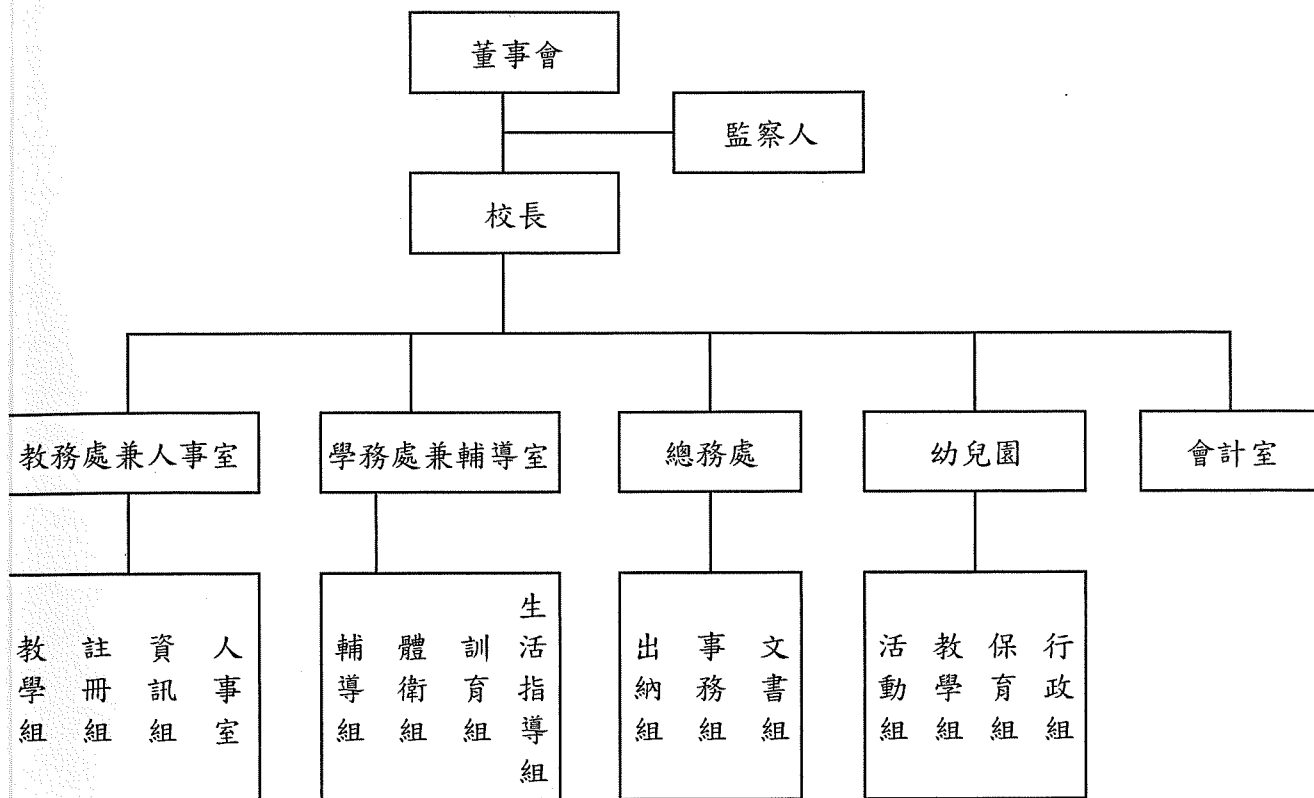 董事會
監察人
校長
教務處兼人事室
學務處兼輔導室
總務處
幼兒園
會計室
教學組
註冊組
資訊組
人事室
輔導組
體衛組
訓育組
生活指導組
出納組
事務組
文書組
活動組
教學組
保育組
行政組